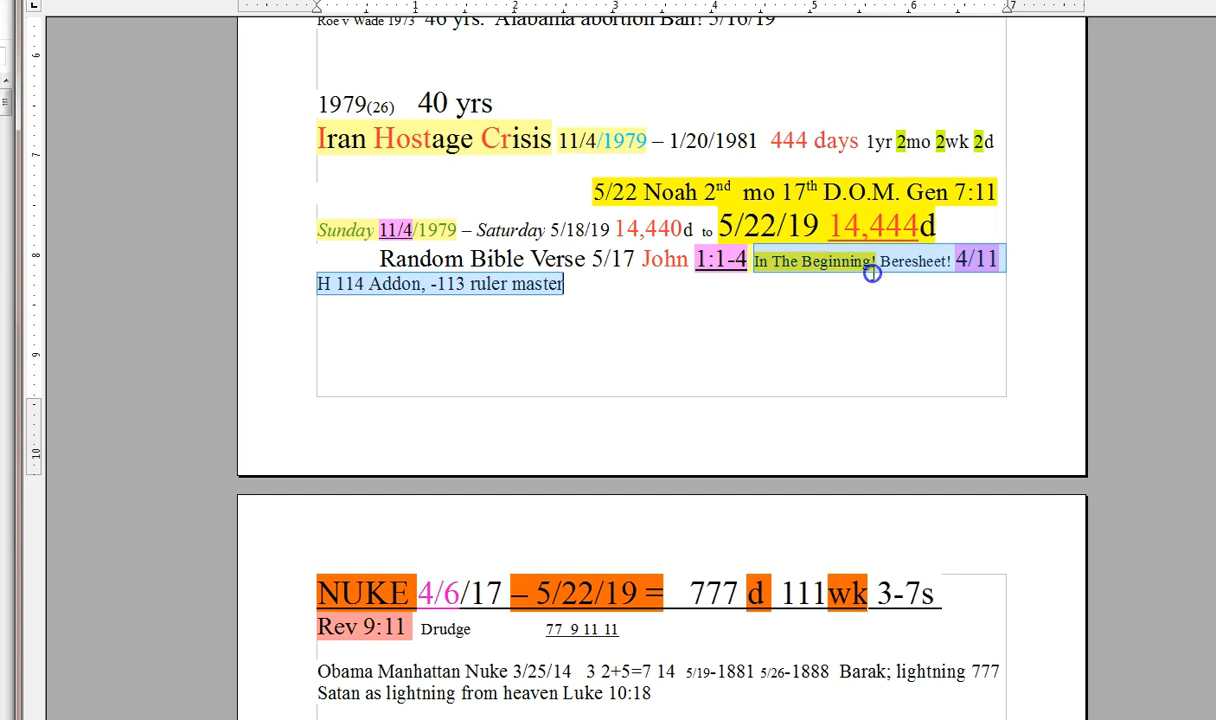 Roe v Wade 1973 46 yrs. Alabama abortion Ban! 5/16/19
1979(26) 40 yrs
Iran Hostage Crisis 11/4/1979 – 1/20/1981 444 days 1yr 2mo 2wk 2d
5/22 Noah 2nd mo 17th D.O.M. Gen 7:11
Sunday 11/4/1979 – Saturday 5/18/19 14,440d to 5/22/19 14,444d
Random Bible Verse 5/17 John 1:1-4 In The Beginning! Beresheet! 4/11
H 114 Addon, -113 ruler master
NUKE 4/6/17 – 5/22/19 = 777 d 111wk 3-7s
Rev 9:11 Drudge 77 9 11 11
Obama Manhattan Nuke 3/25/14 3 2+5=7 14 5/19-1881 5/26-1888 Barak; lightning 777
Satan as lightning from heaven Luke 10:18